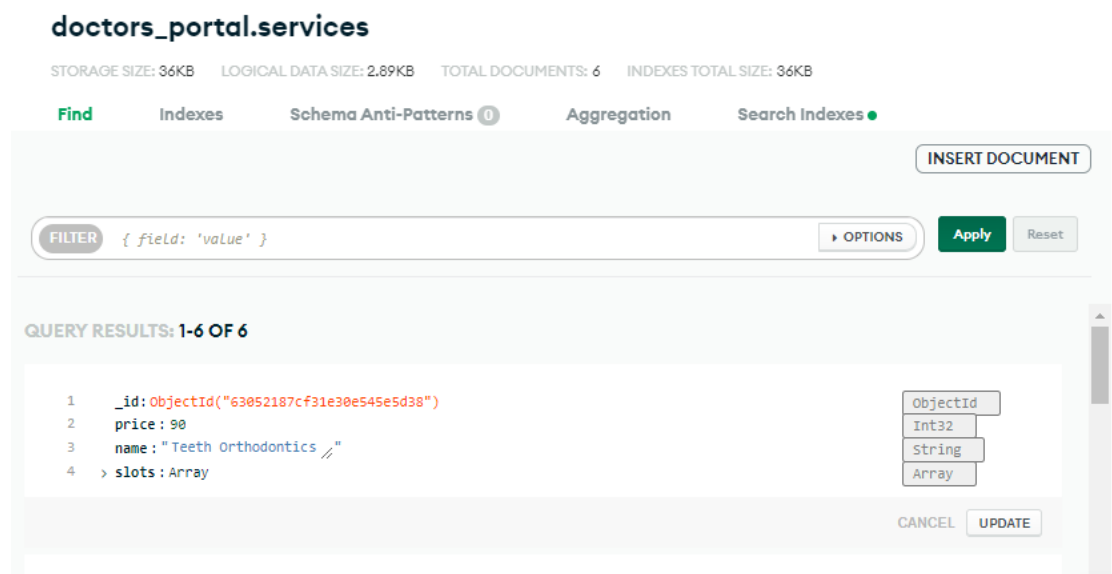 doctors_portal.services
STORAGE SIZE: 36KB LOGICAL DATA SIZE: 2.89KB TOTAL DOCUMENTS: 6 INDEXES TOTAL SIZE: 36KB
Find Indexes Schema Anti-Patterns 0 Aggregation Search Indexes
INSERT DOCUMENT
FILTER { field: 'value' } OPTIONS Apply Reset
QUERY RESULTS: 1-6 OF 6
1 _id:ObjectId("63052187cf31e30e545e5d38") ObjectId
2 price:90 Int32
3 name:"Teeth Orthodontics " String
4 > slots:Array Array
CANCEL UPDATE